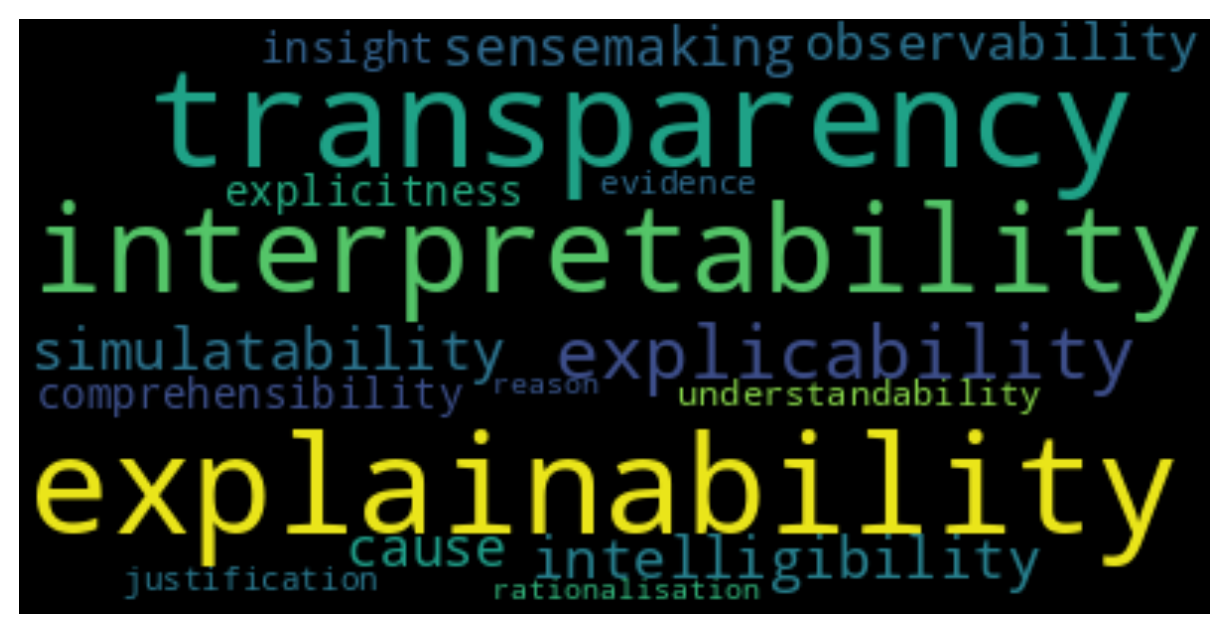 insight sensemaking observability
transparency
explicitness evidence
interpretability
simulatability explicability
comprehensibility reason understandability
explainability
cause intelligibility
justification rationalisation